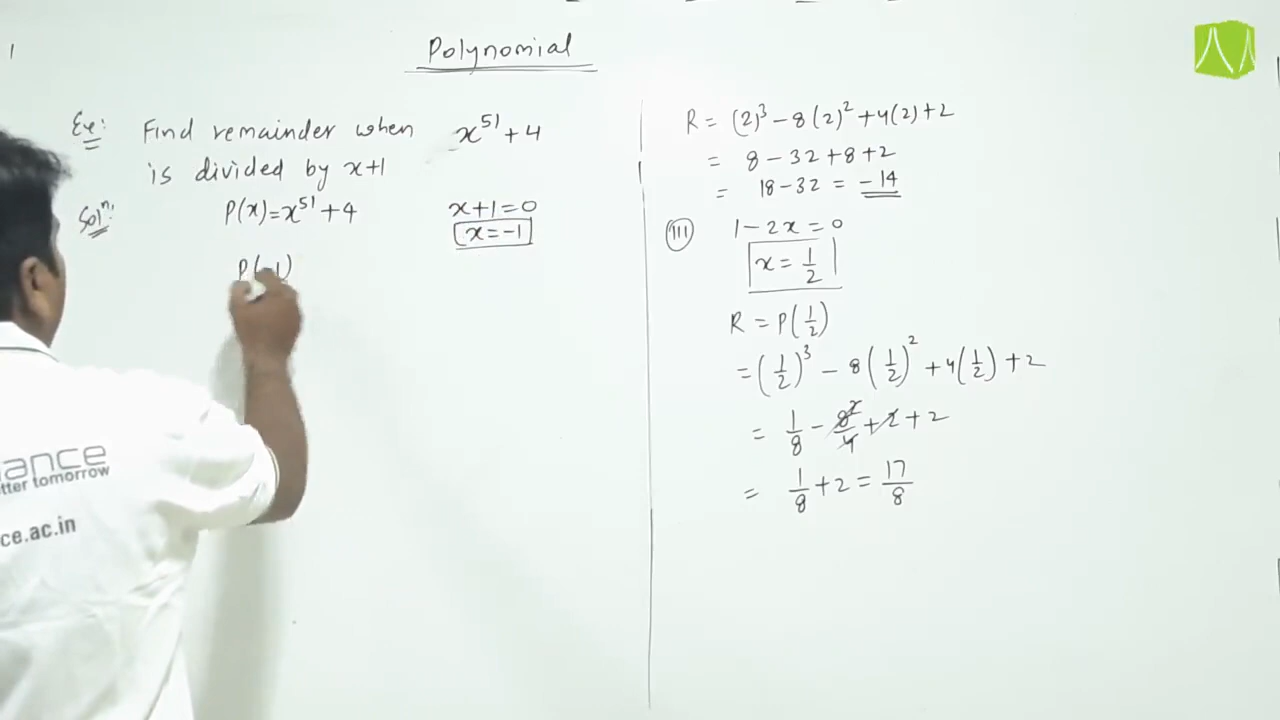 Polynomial
Ex: Find remainder when x^51 + 4
is divided by x+1
Solⁿ: P(x) = x^51 + 4
x+1=0
x=-1
P(-1)
R = (2)^3 - 8(2)^2 + 4(2) + 2
= 8 - 32 + 8 + 2
= 18 - 32 = -14
III 1 - 2x = 0
x = 1/2
R = P(1/2)
= (1/2)^3 - 8(1/2)^2 + 4(1/2) + 2
= 1/8 - 8^2/4 + 2 + 2
= 1/8 + 2 = 17/8
ance
tter tomorrow
ce.ac.in